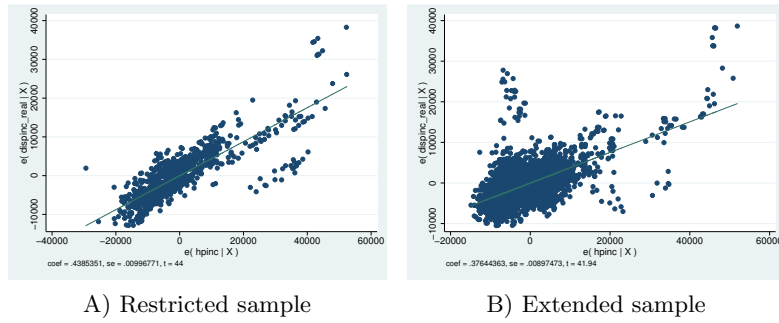 e( dispinc_real | X )
40000
30000
20000
10000
0
−10000
−40000 −20000 0 20000 40000 60000
e( hpinc | X )
coef = .4385351, se = .00996771, t = 44
A) Restricted sample
e( dispinc_real | X )
40000
30000
20000
10000
0
−10000
−20000 0 20000 40000 60000
e( hpinc | X )
coef = .37644363, se = .00897473, t = 41.94
B) Extended sample